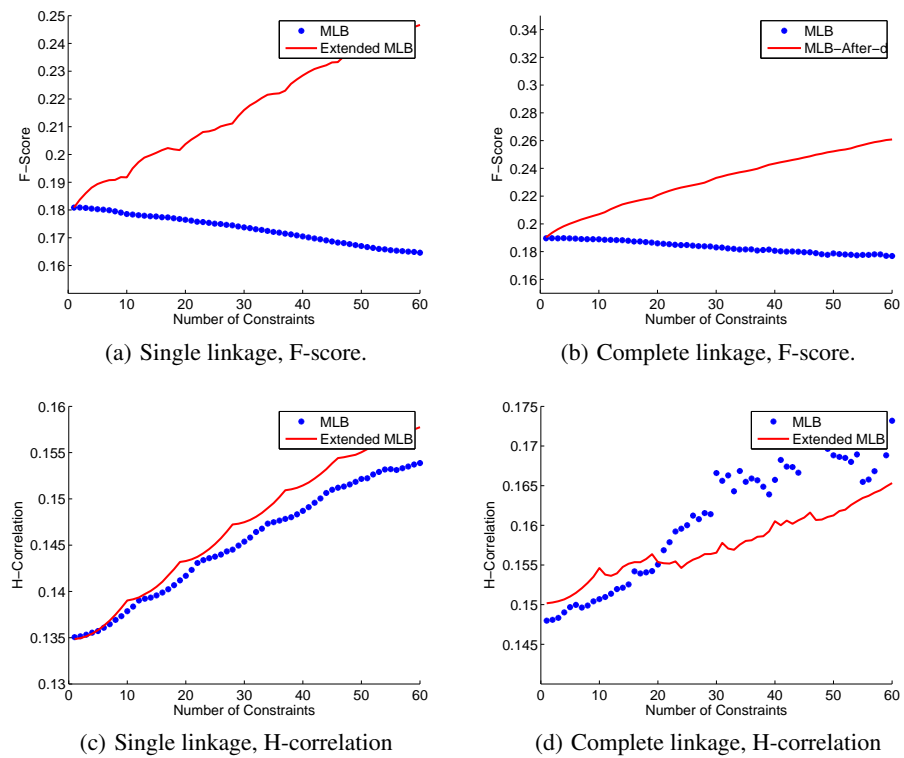 0.25
0.24
0.23
0.22
0.21
0.2
0.19
0.18
0.17
0.16
F-Score
MLB
Extended MLB
0 10 20 30 40 50 60
Number of Constraints
(a) Single linkage, F-score.
0.34
0.32
0.3
0.28
0.26
0.24
0.22
0.2
0.18
0.16
F-Score
MLB
MLB-After-d
0 10 20 30 40 50 60
Number of Constraints
(b) Complete linkage, F-score.
0.16
0.155
0.15
0.145
0.14
0.135
0.13
H-Correlation
MLB
Extended MLB
0 10 20 30 40 50 60
Number of Constraints
(c) Single linkage, H-correlation
0.175
0.17
0.165
0.16
0.155
0.15
0.145
H-Correlation
MLB
Extended MLB
0 10 20 30 40 50 60
Number of Constraints
(d) Complete linkage, H-correlation